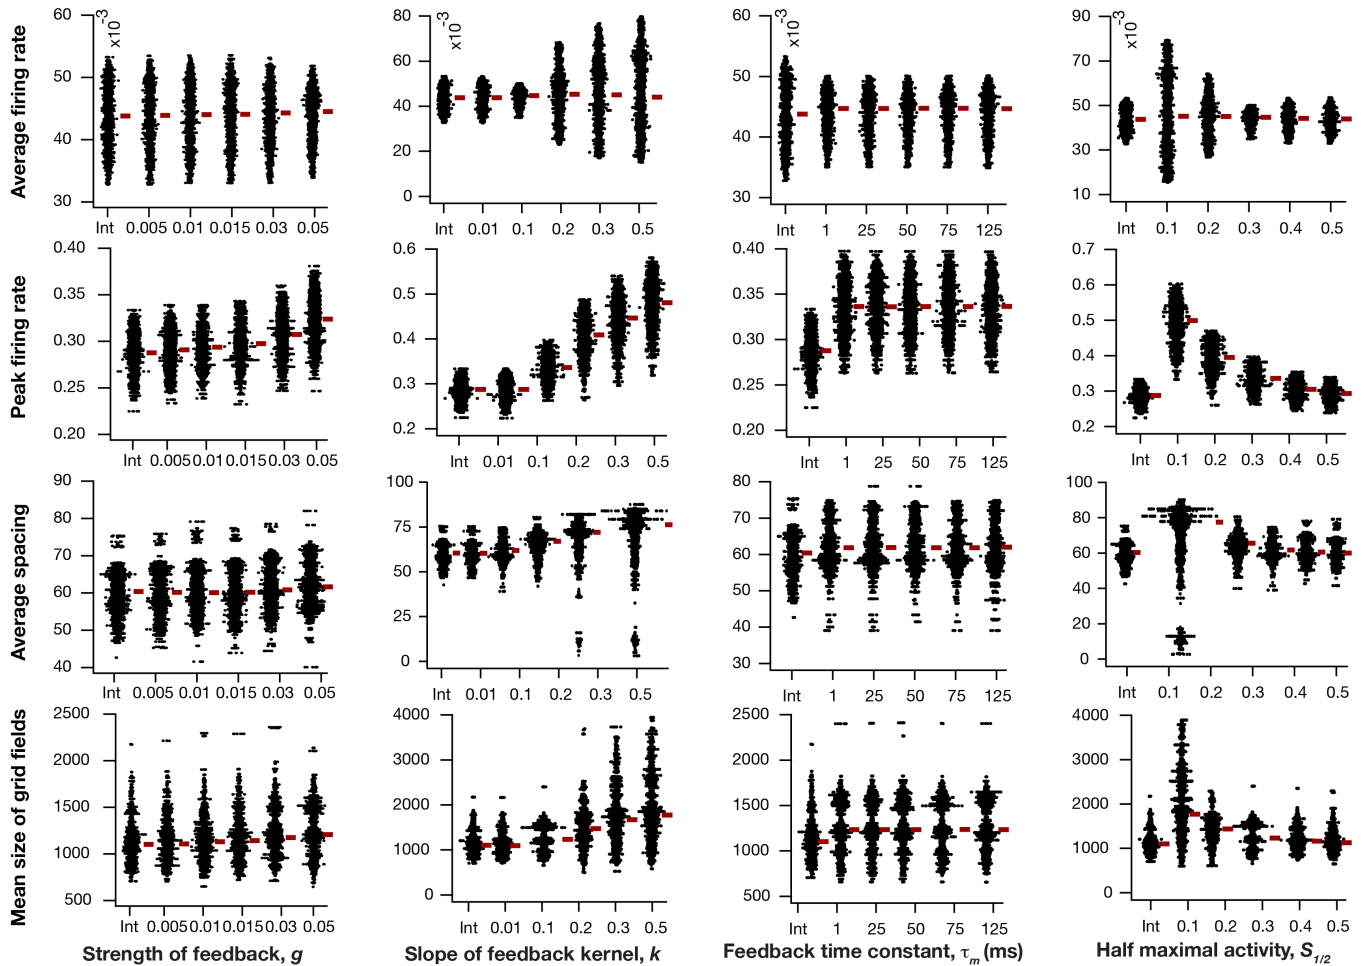 Average firing rate
60
50
40
30
x10⁻³
Int 0.005 0.01 0.015 0.03 0.05
80
60
40
20
0
x10⁻³
Int 0.01 0.1 0.2 0.3 0.5
60
50
40
30
x10⁻³
Int 1 25 50 75 125
90
70
50
30
10
x10⁻³
Int 0.1 0.2 0.3 0.4 0.5
Peak firing rate
0.40
0.35
0.30
0.25
0.20
Int 0.005 0.01 0.015 0.03 0.05
0.6
0.5
0.4
0.3
0.2
Int 0.01 0.1 0.2 0.3 0.5
0.40
0.35
0.30
0.25
0.20
Int 1 25 50 75 125
0.7
0.6
0.5
0.4
0.3
0.2
Int 0.1 0.2 0.3 0.4 0.5
Average spacing
90
80
70
60
50
40
Int 0.005 0.01 0.015 0.03 0.05
100
75
50
25
0
Int 0.01 0.1 0.2 0.3 0.5
80
70
60
50
40
30
Int 1 25 50 75 125
100
80
60
40
20
0
Int 0.1 0.2 0.3 0.4 0.5
Mean size of grid fields
2500
2000
1500
1000
500
Int 0.005 0.01 0.015 0.03 0.05
Strength of feedback, g
4000
3000
2000
1000
0
Int 0.01 0.1 0.2 0.3 0.5
Slope of feedback kernel, k
2500
2000
1500
1000
500
Int 1 25 50 75 125
Feedback time constant, τm (ms)
4000
3000
2000
1000
0
Int 0.1 0.2 0.3 0.4 0.5
Half maximal activity, S1/2